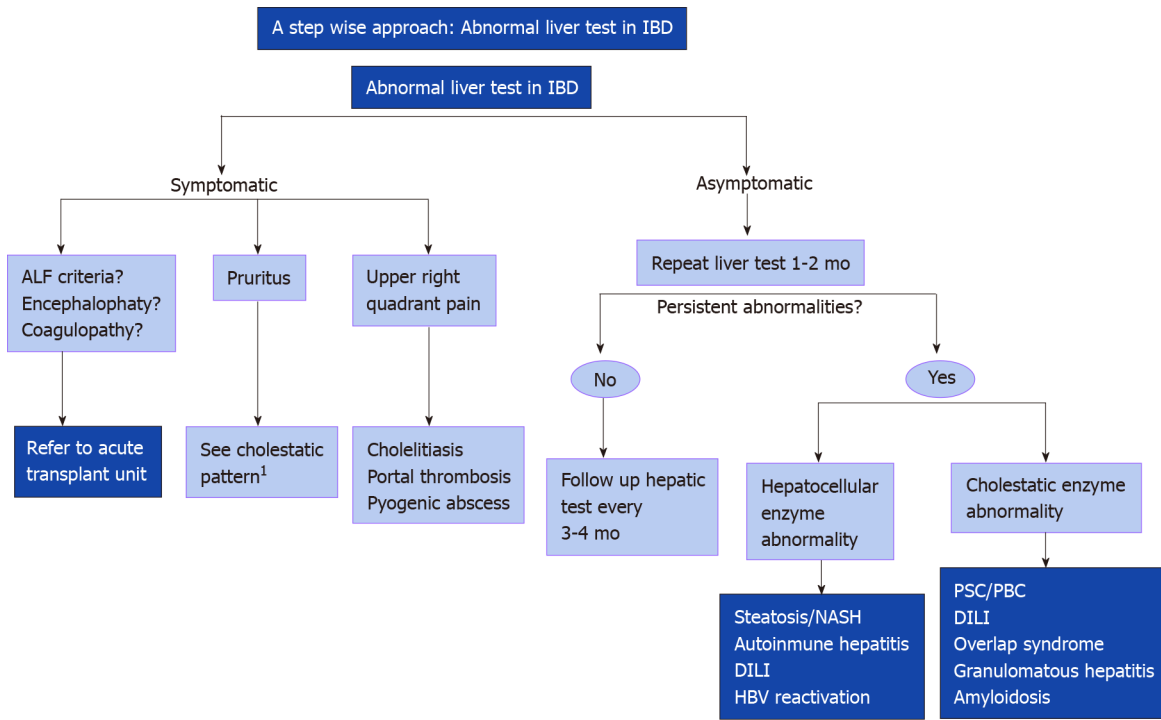 A step wise approach: Abnormal liver test in IBD
Abnormal liver test in IBD
Symptomatic
Asymptomatic
ALF criteria?
Encephalophaty?
Coagulopathy?
Pruritus
Upper right
quadrant pain
Repeat liver test 1-2 mo
Persistent abnormalities?
No
Yes
Refer to acute
transplant unit
See cholestatic
pattern¹
Cholelitiasis
Portal thrombosis
Pyogenic abscess
Follow up hepatic
test every
3-4 mo
Hepatocellular
enzyme
abnormality
Cholestatic enzyme
abnormality
Steatosis/NASH
Autoinmune hepatitis
DILI
HBV reactivation
PSC/PBC
DILI
Overlap syndrome
Granulomatous hepatitis
Amyloidosis